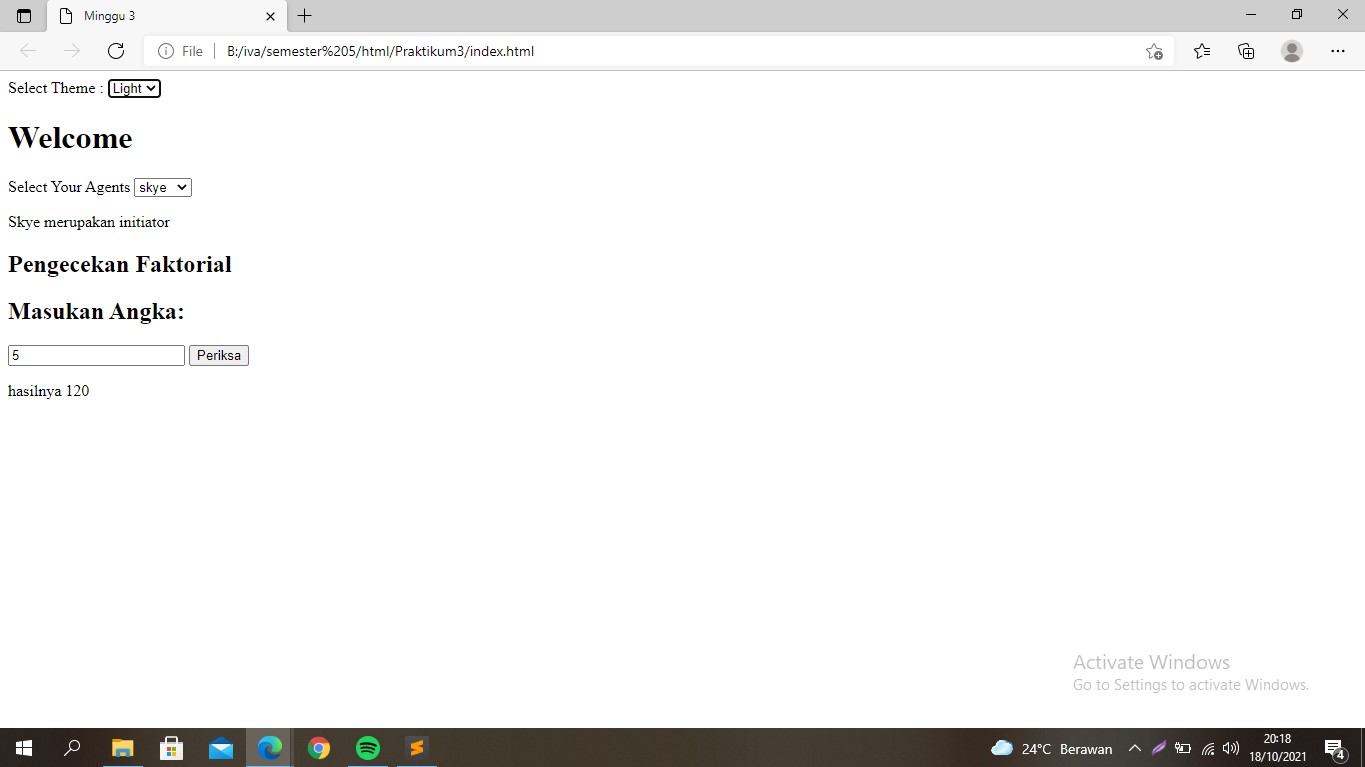 Minggu 3
File
B:/iva/semester%205/html/Praktikum3/index.html
Select Theme : Light
Welcome
Select Your Agents skye
Skye merupakan initiator
Pengecekan Faktorial
Masukan Angka:
5 Periksa
hasilnya 120
Activate Windows
Go to Settings to activate Windows.
24°C Berawan
20:18
18/10/2021
4